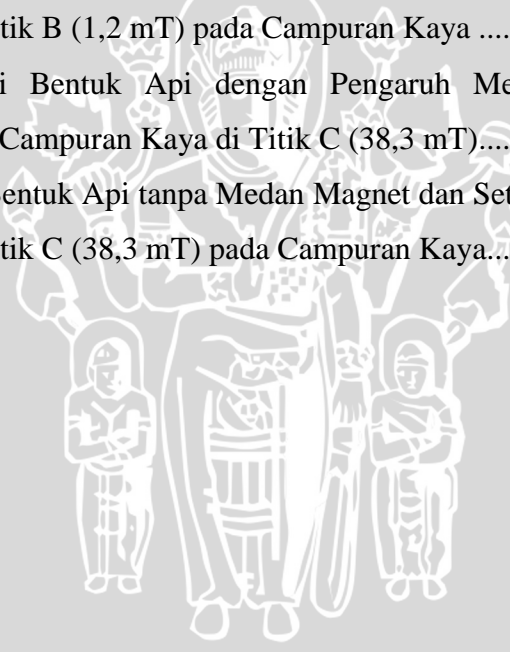 tik B (1,2 mT) pada Campuran Kaya ....
i Bentuk Api dengan Pengaruh Me
Campuran Kaya di Titik C (38,3 mT)....
Bentuk Api tanpa Medan Magnet dan Set
tik C (38,3 mT) pada Campuran Kaya...